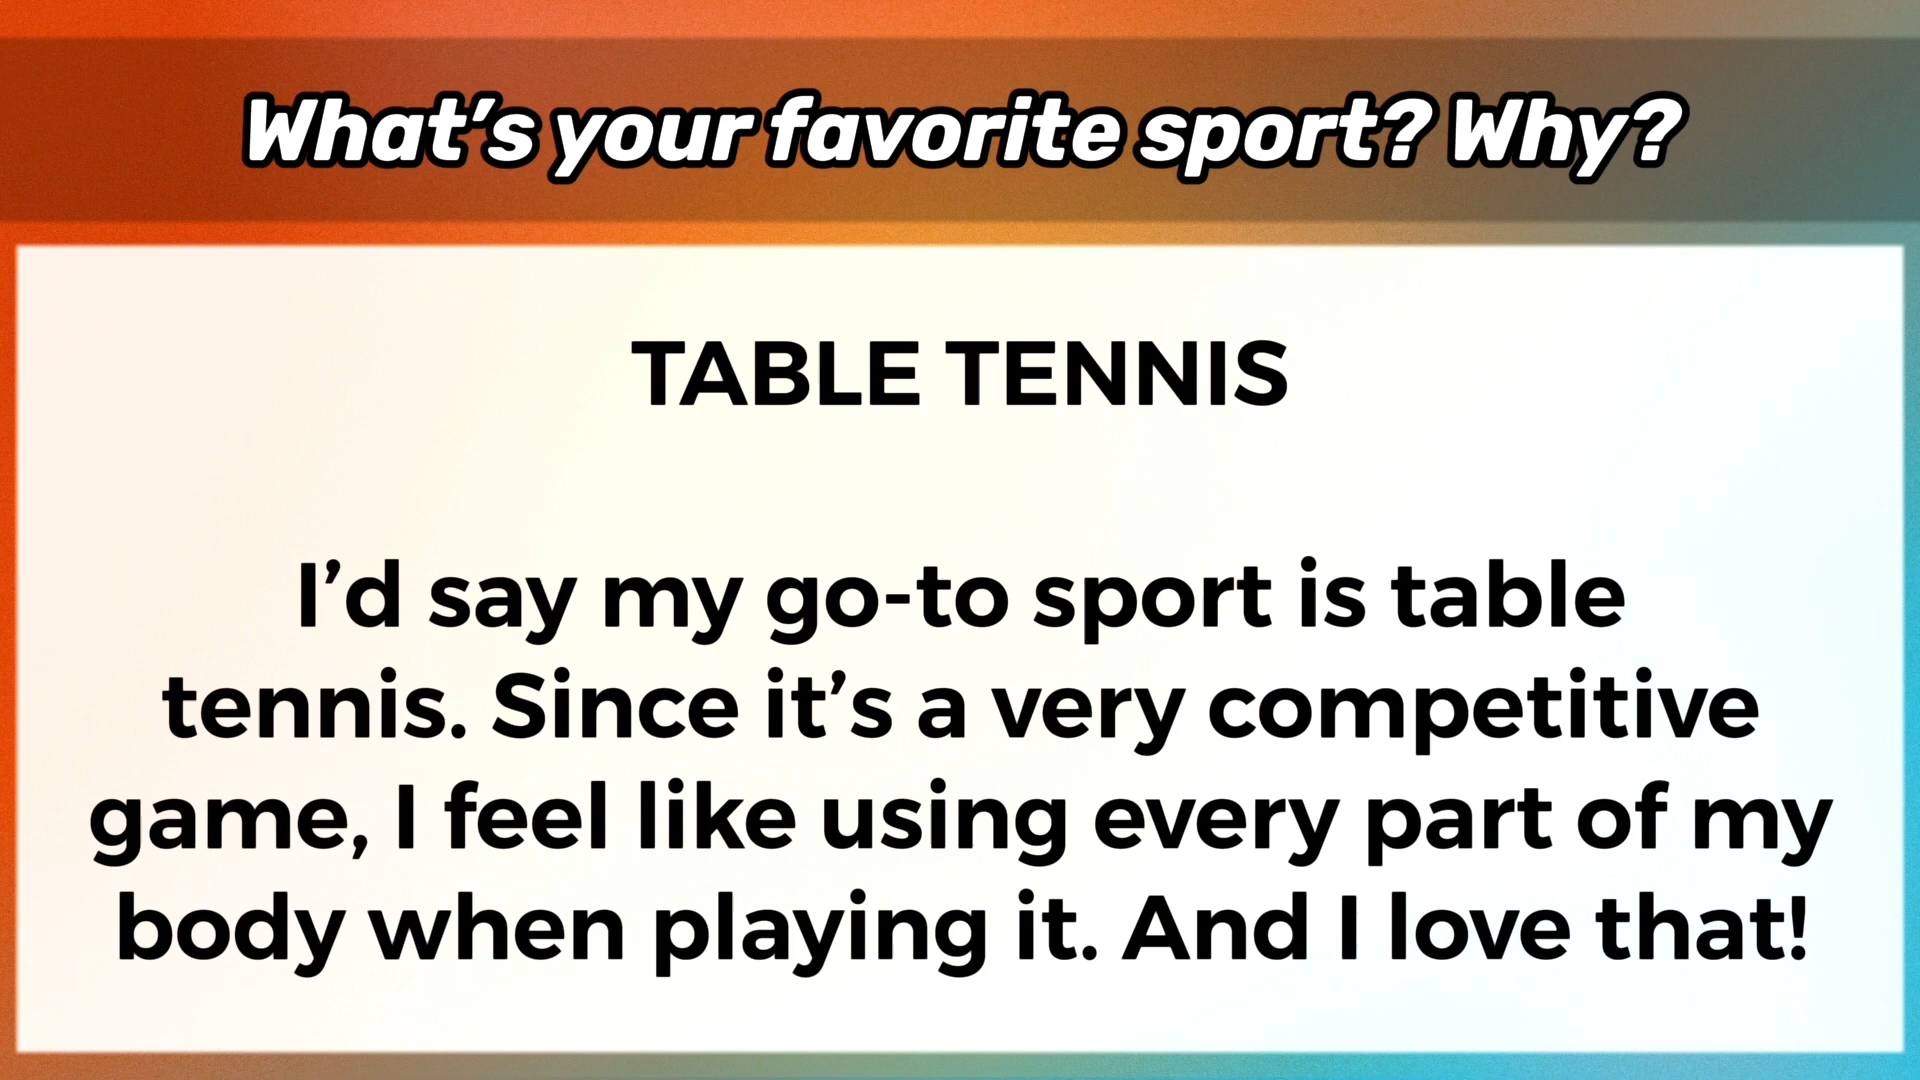 What's your favorite sport? Why?
TABLE TENNIS
I'd say my go-to sport is table
tennis. Since it's a very competitive
game, I feel like using every part of my
body when playing it. And I love that!